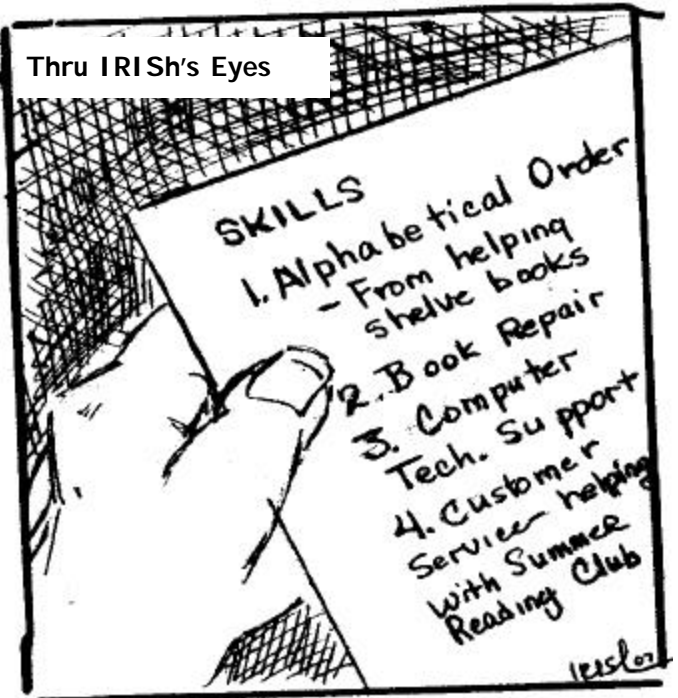 Thru IRISh's Eyes
SKILLS
1. Alphabetical Order
- From helping
shelve books
2. Book Repair
3. Computer
Tech. Support
4. Customer
Service helping
with Summer
Reading Club